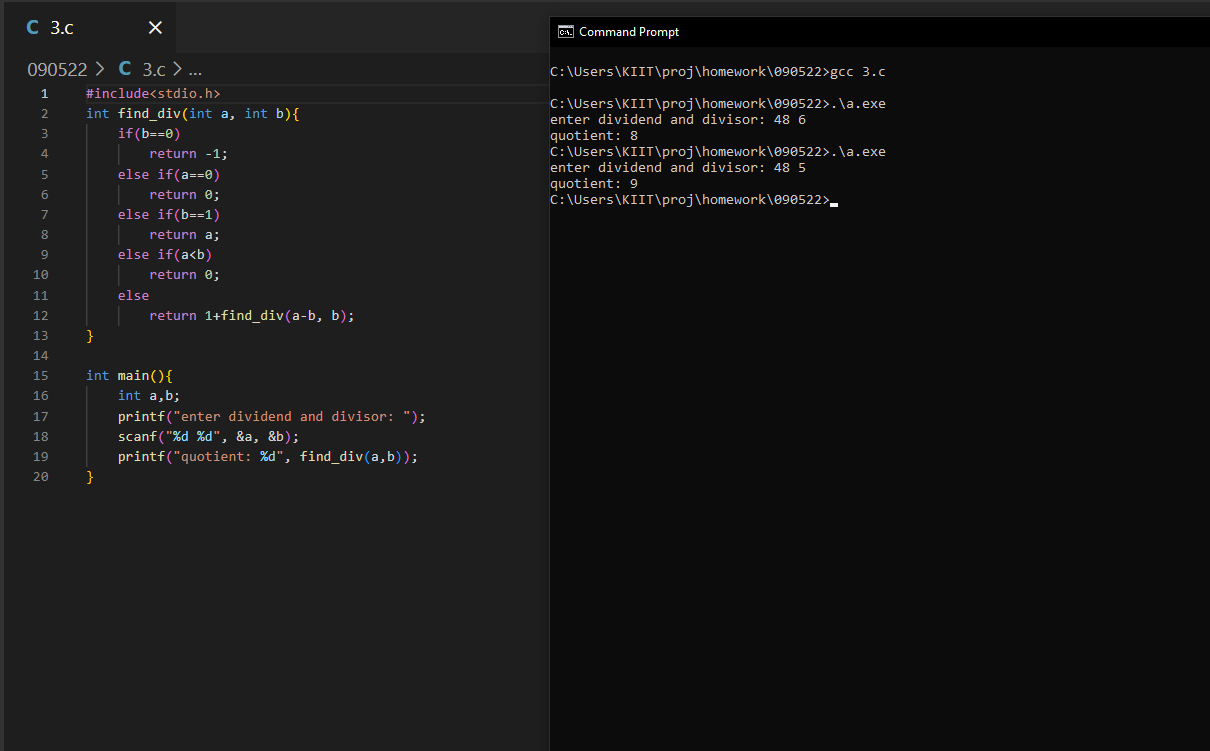 3.c
090522 > C 3.c > ...
1 #include<stdio.h>
2 int find_div(int a, int b){
3 if(b==0)
4 return -1;
5 else if(a==0)
6 return 0;
7 else if(b==1)
8 return a;
9 else if(a<b)
10 return 0;
11 else
12 return 1+find_div(a-b, b);
13 }
14
15 int main(){
16 int a,b;
17 printf("enter dividend and divisor: ");
18 scanf("%d %d", &a, &b);
19 printf("quotient: %d", find_div(a,b));
20 }
Command Prompt
C:\Users\KIIT\proj\homework\090522>gcc 3.c
C:\Users\KIIT\proj\homework\090522>.\a.exe
enter dividend and divisor: 48 6
quotient: 8
C:\Users\KIIT\proj\homework\090522>.\a.exe
enter dividend and divisor: 48 5
quotient: 9
C:\Users\KIIT\proj\homework\090522>